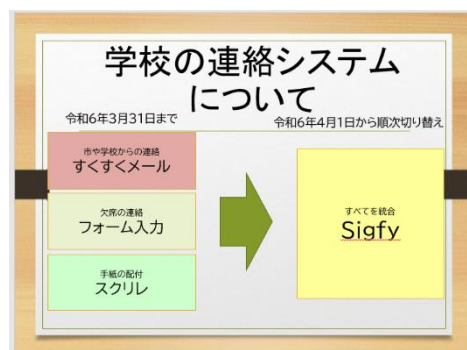 学校の連絡システム
について
令和6年3月31日まで
令和6年4月1日から順次切り替え
市や学校からの連絡
すくすくメール
欠席の連絡
フォーム入力
手紙の配付
スクリレ
すべてを統合
Sigfy